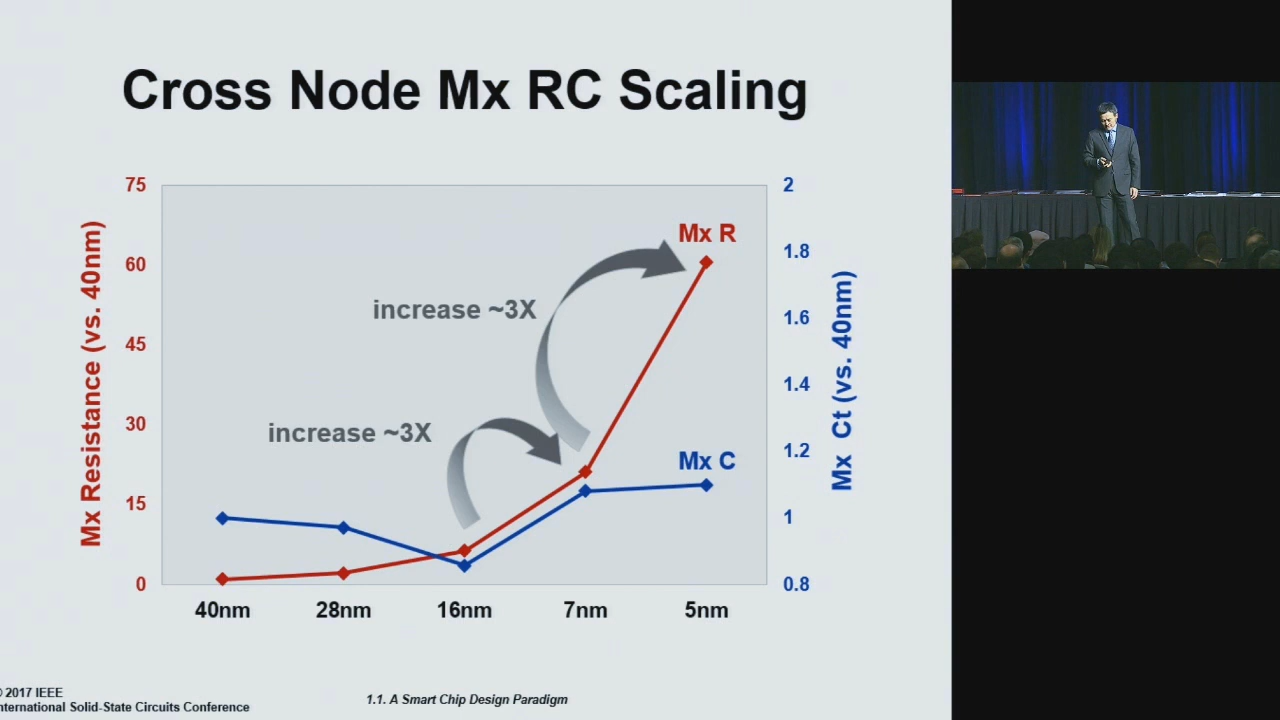 Cross Node Mx RC Scaling
75
60
45
30
15
0
Mx Resistance (vs. 40nm)
2
1.8
1.6
1.4
1.2
1
0.8
Mx Ct (vs. 40nm)
Mx R
increase ~3X
increase ~3X
Mx C
40nm 28nm 16nm 7nm 5nm
© 2017 IEEE
nternational Solid-State Circuits Conference
1.1. A Smart Chip Design Paradigm